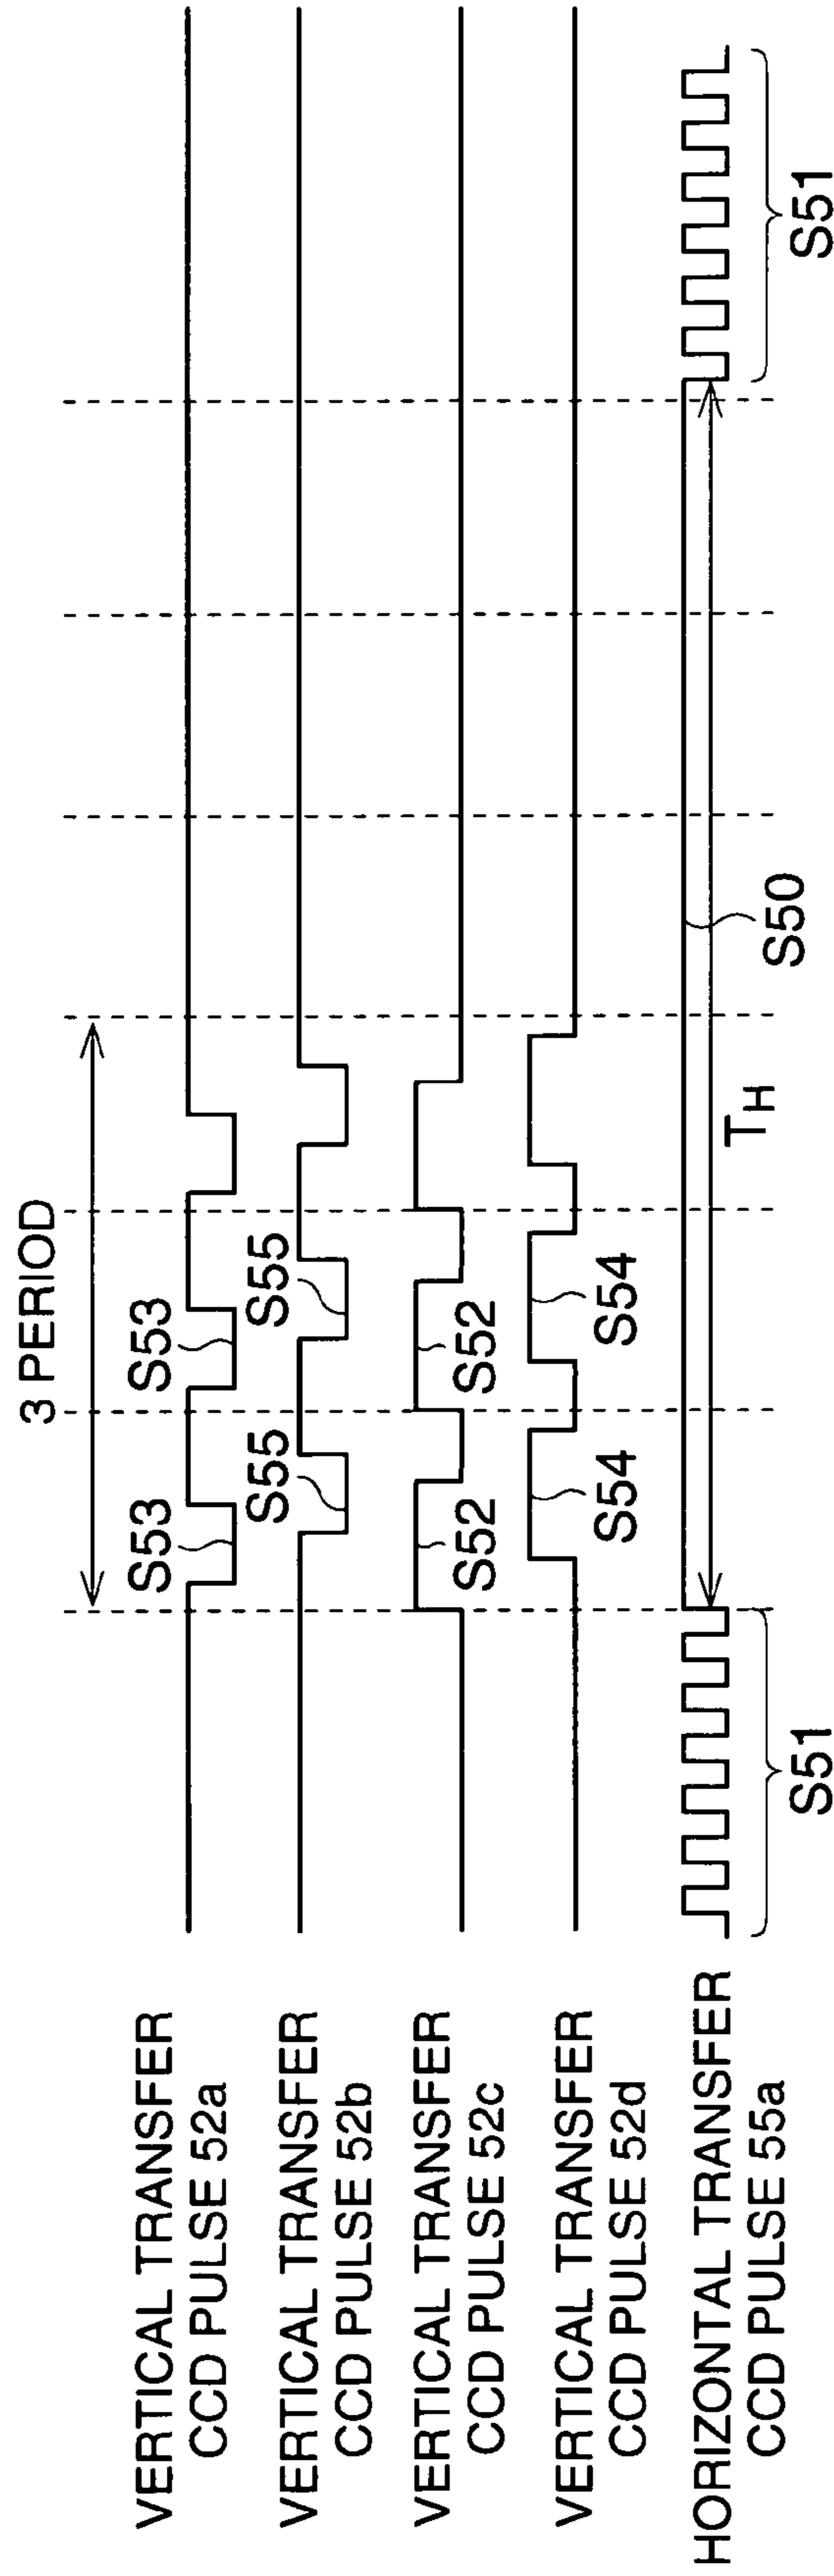 3 PERIOD
VERTICAL TRANSFER
CCD PULSE 52a
S53
S53
VERTICAL TRANSFER
CCD PULSE 52b
S55
S55
VERTICAL TRANSFER
CCD PULSE 52c
S52
S52
VERTICAL TRANSFER
CCD PULSE 52d
S54
S54
HORIZONTAL TRANSFER
CCD PULSE 55a
S51
TH
S50
S51